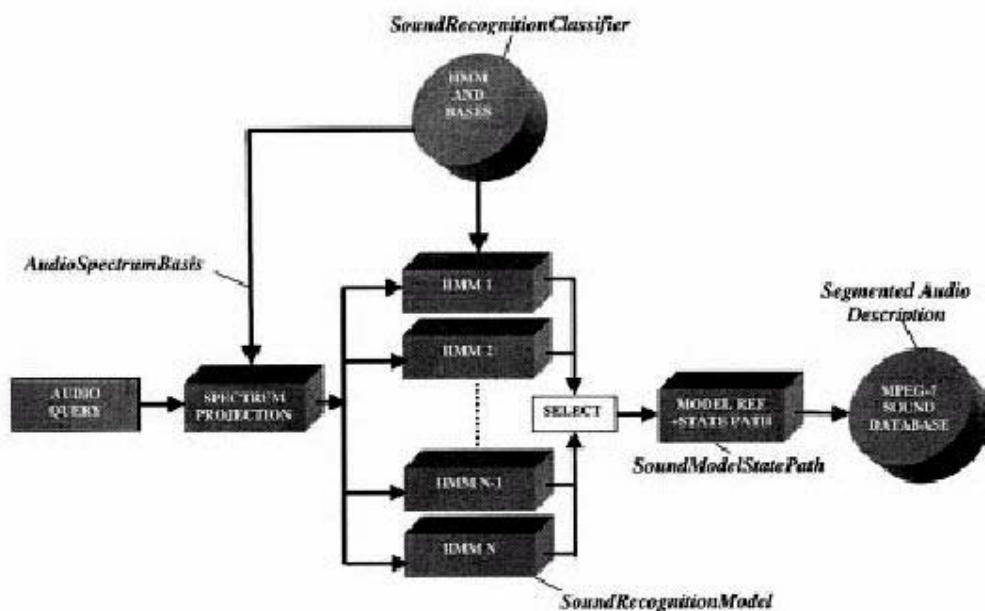 SoundRecognitionClassifier
HMM
AND
BASES
AudioSpectrumBasis
HMM 1
Segmented Audio
Description
HMM 2
AUDIO
QUERY
SPECTRUM
PROJECTION
SELECT
MODEL REF
+STATE PATH
MPEG-7
SOUND
DATABASE
SoundModelStatePath
HMM N-1
HMM N
SoundRecognitionModel